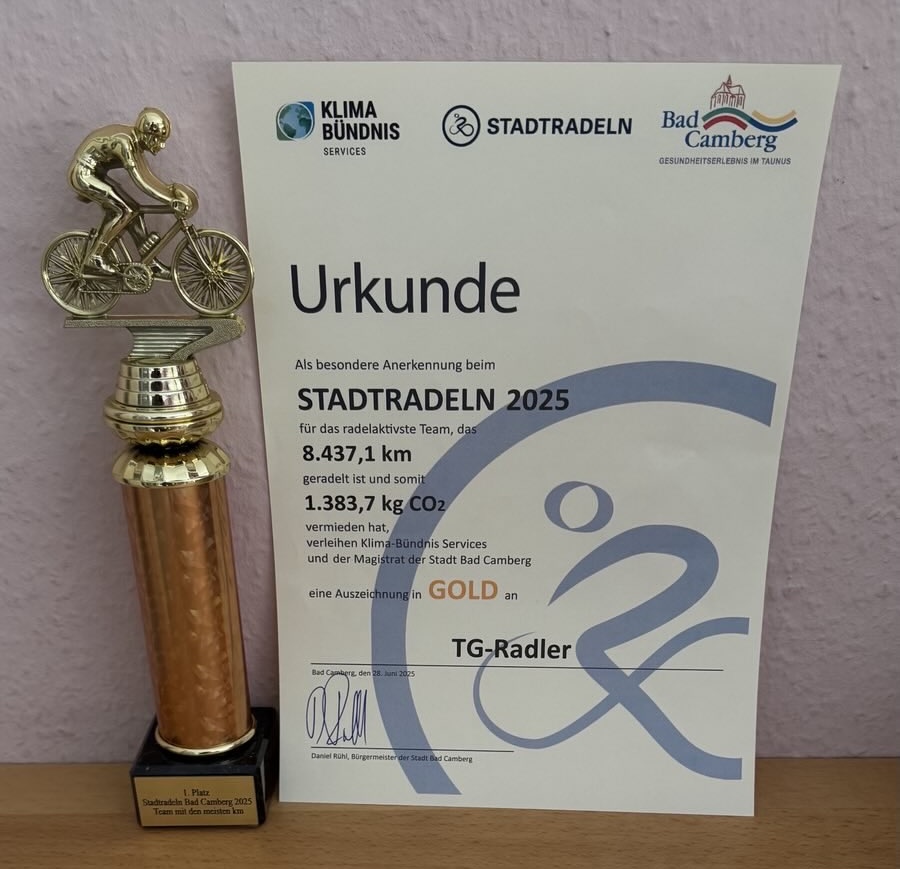 KLIMA
BÜNDNIS
SERVICES
STADTRADELN
Bad
Camberg
GESUNDHEITSERLEBNIS IM TAUNUS
Urkunde
Als besondere Anerkennung beim
STADTRADELN 2025
für das radelaktivste Team, das
8.437,1 km
geradelt ist und somit
1.383,7 kg CO₂
vermieden hat,
verleihen Klima-Bündnis Services
und der Magistrat der Stadt Bad Camberg
eine Auszeichnung in GOLD an
TG-Radler
Bad Camberg, den 28. Juni 2025
Daniel Rühl, Bürgermeister der Stadt Bad Camberg
1. Platz
Stadtradeln Bad Camberg 2025
Team mit den meisten km